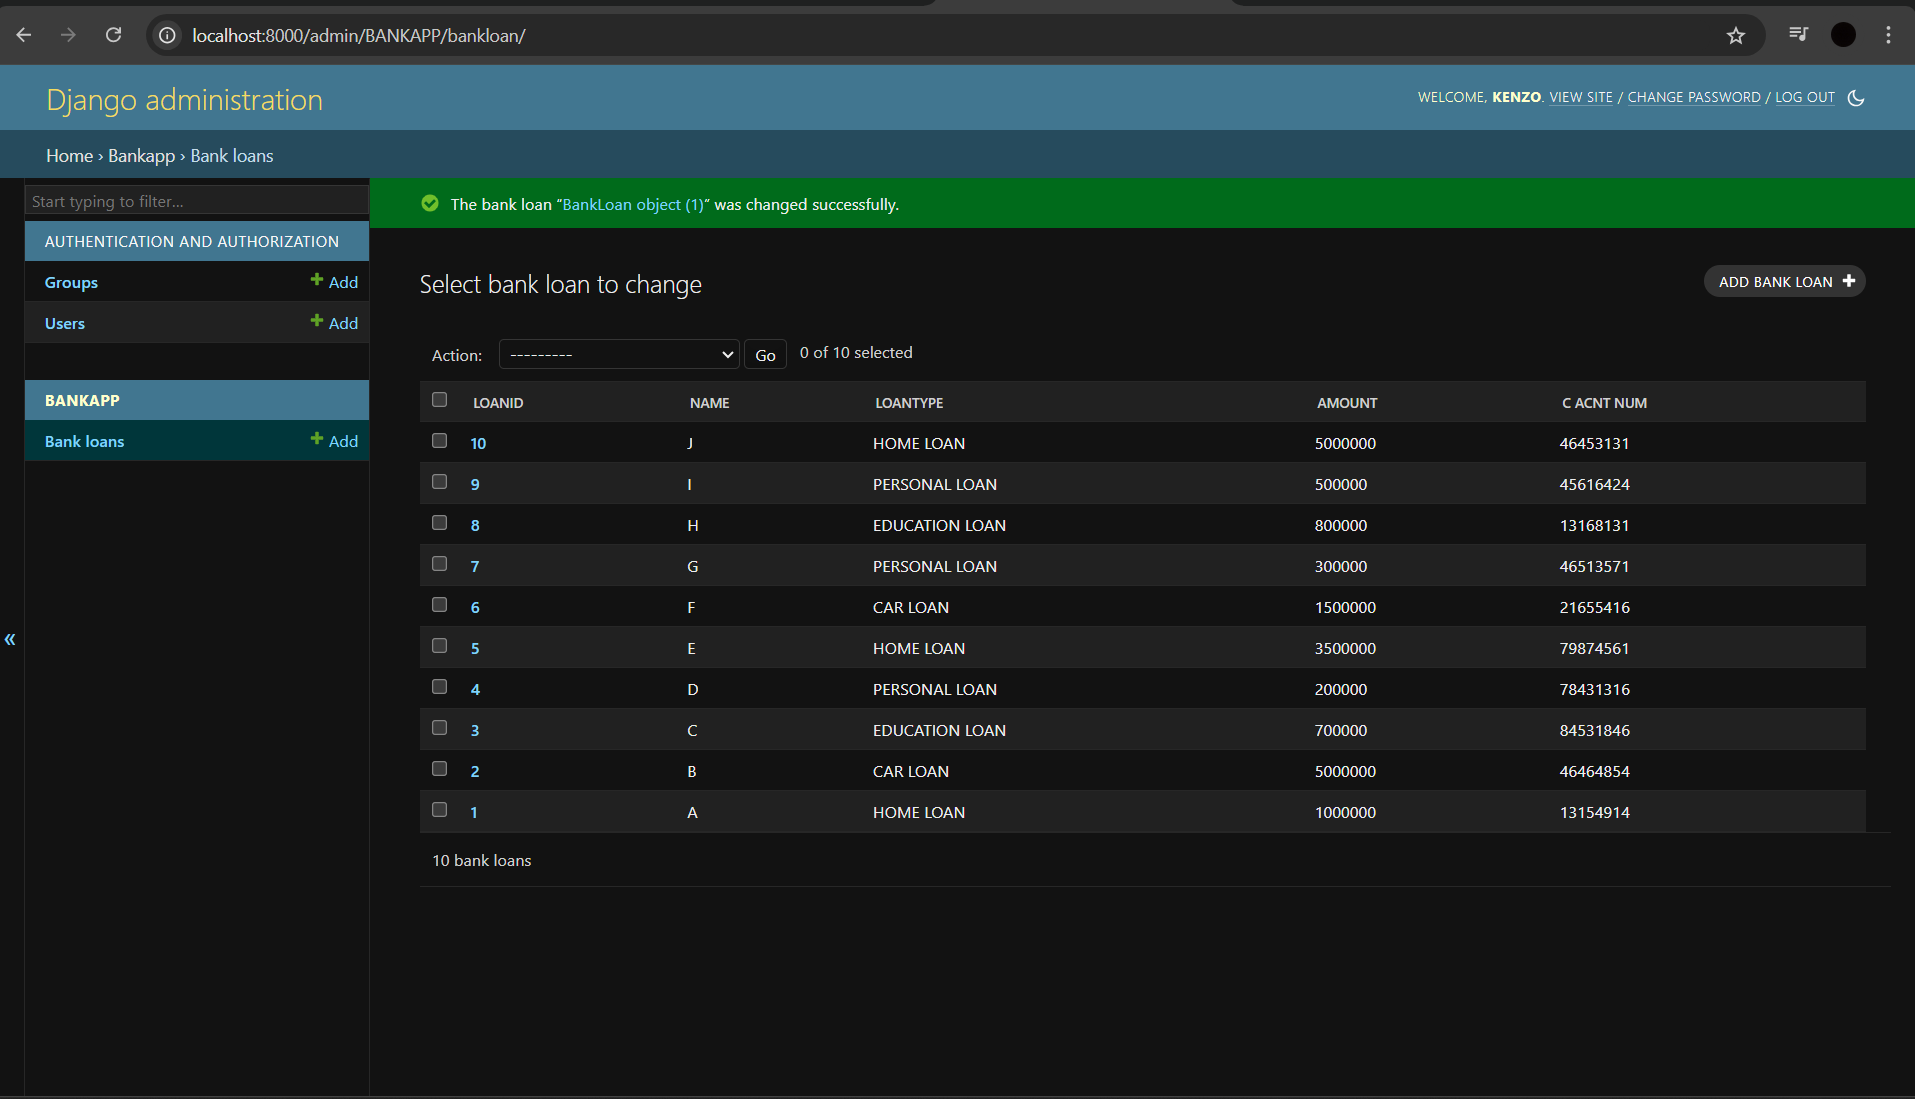 localhost:8000/admin/BANKAPP/bankloan/
Django administration
WELCOME, KENZO. VIEW SITE / CHANGE PASSWORD / LOG OUT
Home › Bankapp › Bank loans
Start typing to filter...
AUTHENTICATION AND AUTHORIZATION
Groups Add
Users Add
BANKAPP
Bank loans Add
The bank loan “BankLoan object (1)” was changed successfully.
Select bank loan to change
ADD BANK LOAN
Action: --------- Go 0 of 10 selected
LOANID NAME LOANTYPE AMOUNT C ACNT NUM
10 J HOME LOAN 5000000 46453131
9 I PERSONAL LOAN 500000 45616424
8 H EDUCATION LOAN 800000 13168131
7 G PERSONAL LOAN 300000 46513571
6 F CAR LOAN 1500000 21655416
5 E HOME LOAN 3500000 79874561
4 D PERSONAL LOAN 200000 78431316
3 C EDUCATION LOAN 700000 84531846
2 B CAR LOAN 5000000 46464854
1 A HOME LOAN 1000000 13154914
10 bank loans